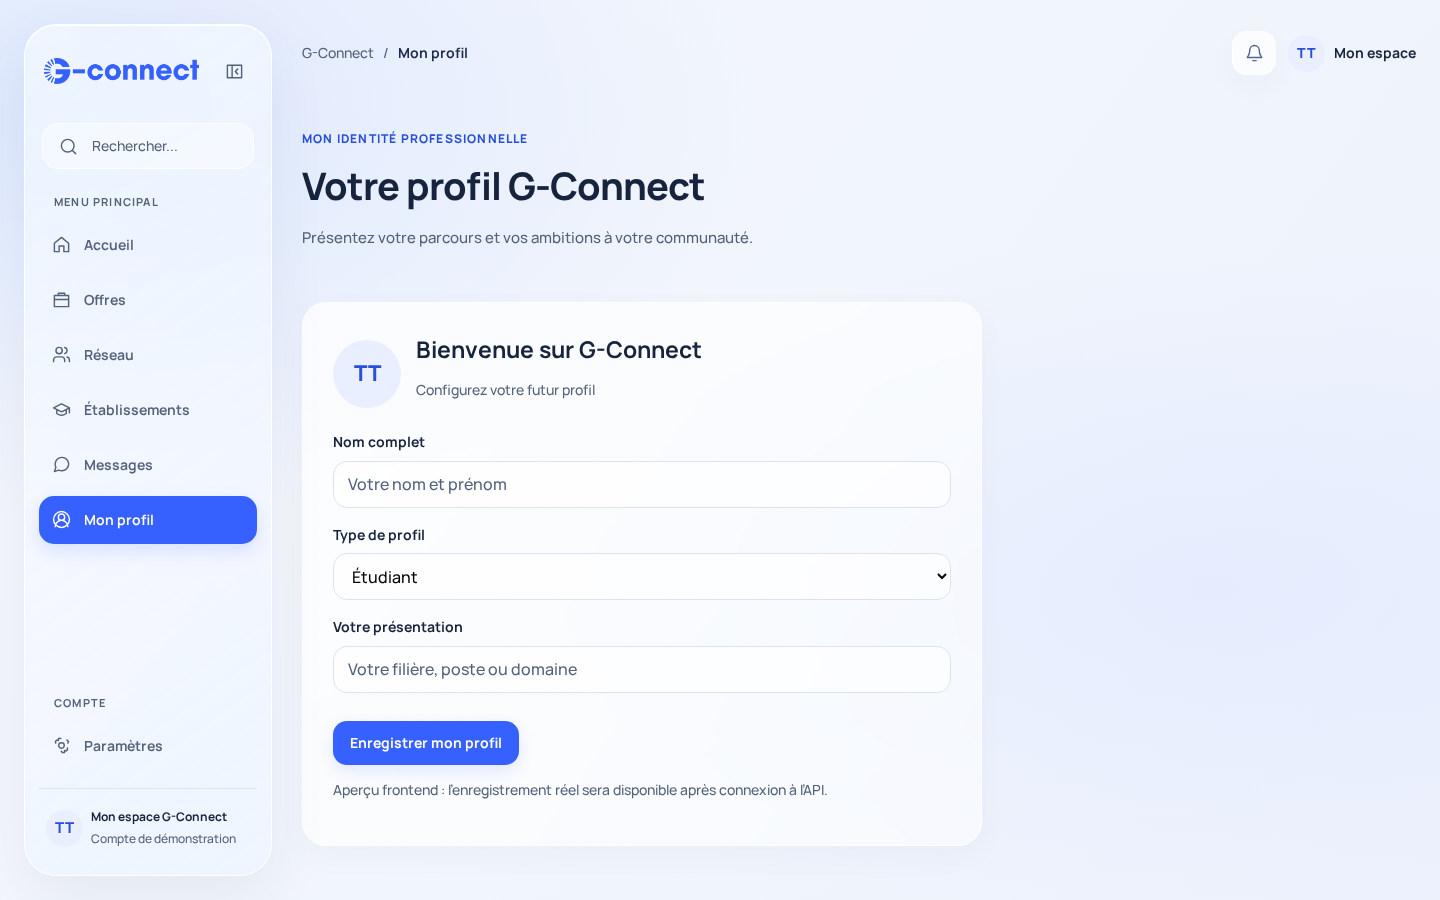 G-connect
Rechercher...
MENU PRINCIPAL
Accueil
Offres
Réseau
Établissements
Messages
Mon profil
COMPTE
Paramètres
TT
Mon espace G-Connect
Compte de démonstration
G-Connect / Mon profil
TT Mon espace
MON IDENTITÉ PROFESSIONNELLE
Votre profil G-Connect
Présentez votre parcours et vos ambitions à votre communauté.
TT
Bienvenue sur G-Connect
Configurez votre futur profil
Nom complet
Votre nom et prénom
Type de profil
Étudiant
Votre présentation
Votre filière, poste ou domaine
Enregistrer mon profil
Aperçu frontend : l'enregistrement réel sera disponible après connexion à l'API.